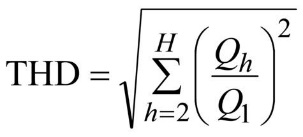 THD = √(∑_{h=2}^{H} (Q_h / Q_1)^2)